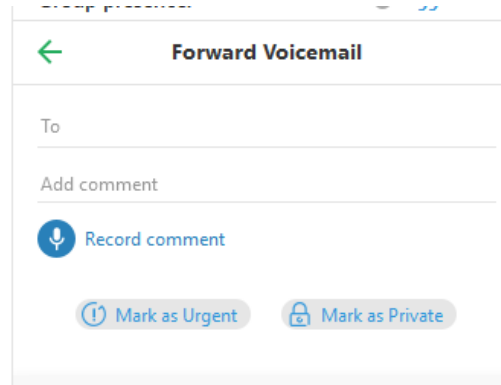 Forward Voicemail
To
Add comment
Record comment
Mark as Urgent
Mark as Private